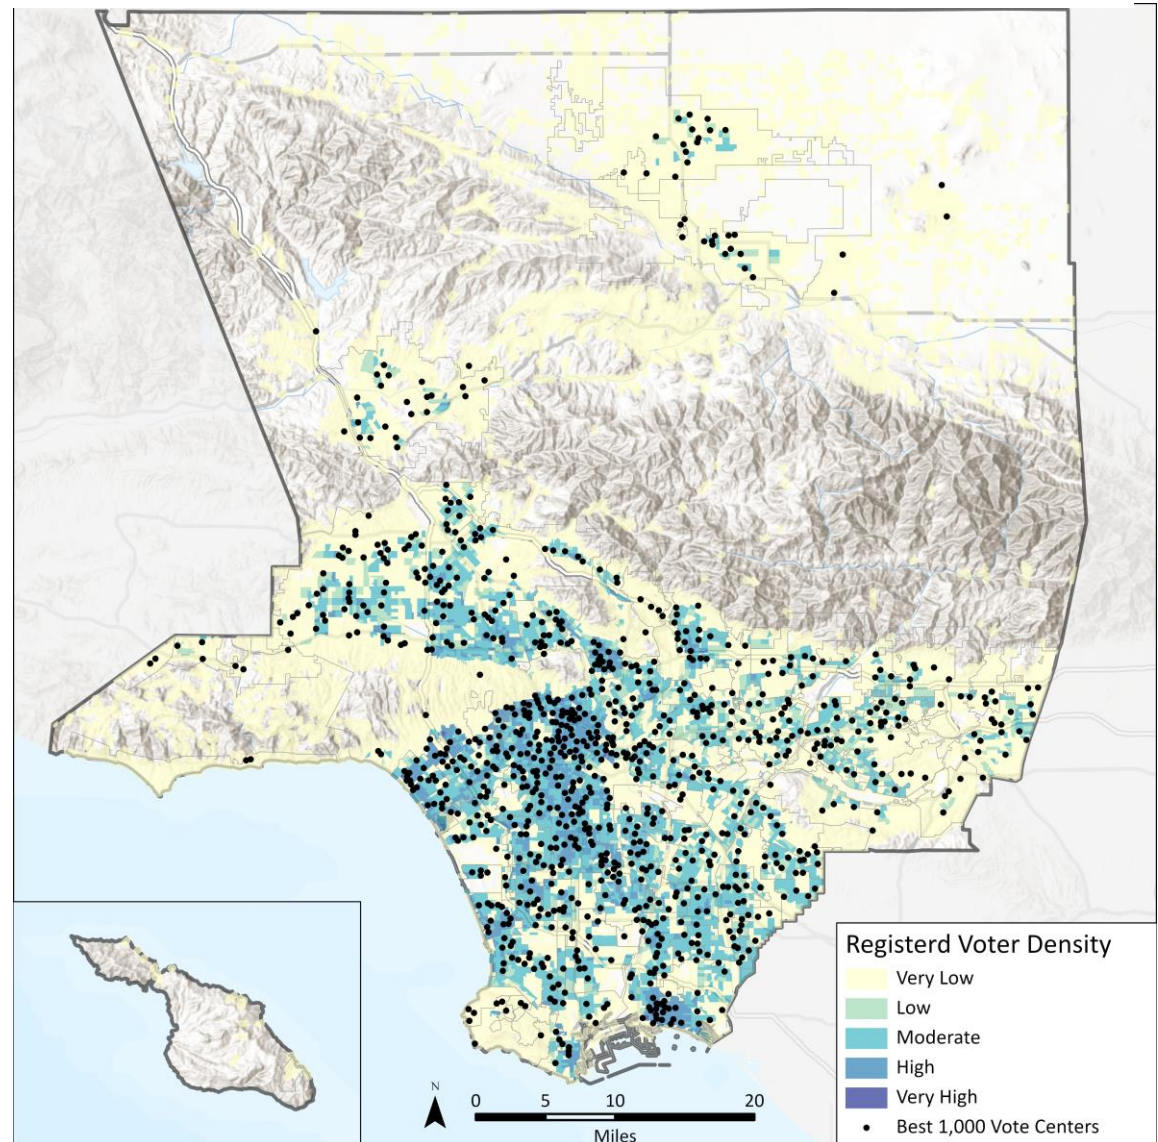 Registerd Voter Density
Very Low
Low
Moderate
High
Very High
Best 1,000 Vote Centers
N
0 5 10 20
Miles